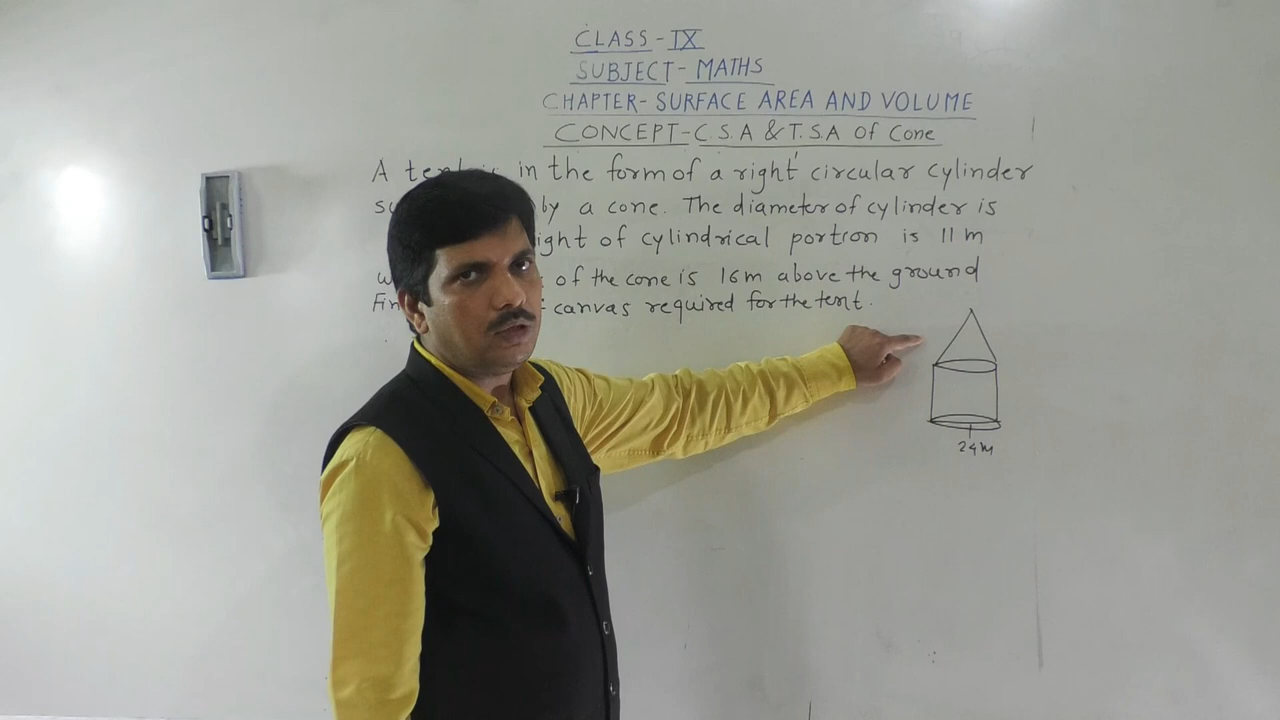 CLASS-IX
SUBJECT- MATHS
CHAPTER- SURFACE AREA AND VOLUME
CONCEPT-C.S.A & T.S.A of Cone
A in the form of a right circular cylinder
by a cone. The diameter of cylinder is
of cylindrical portion is 11 m
of the cone is 16m above the ground
canvas required for the tent.
24m